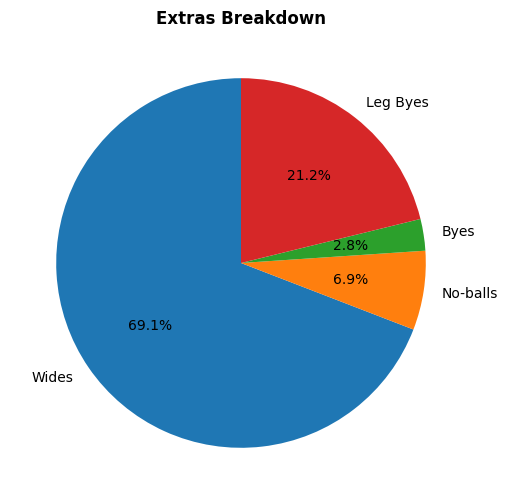 Extras Breakdown
Leg Byes
21.2%
Byes
2.8%
6.9%
No-balls
69.1%
Wides